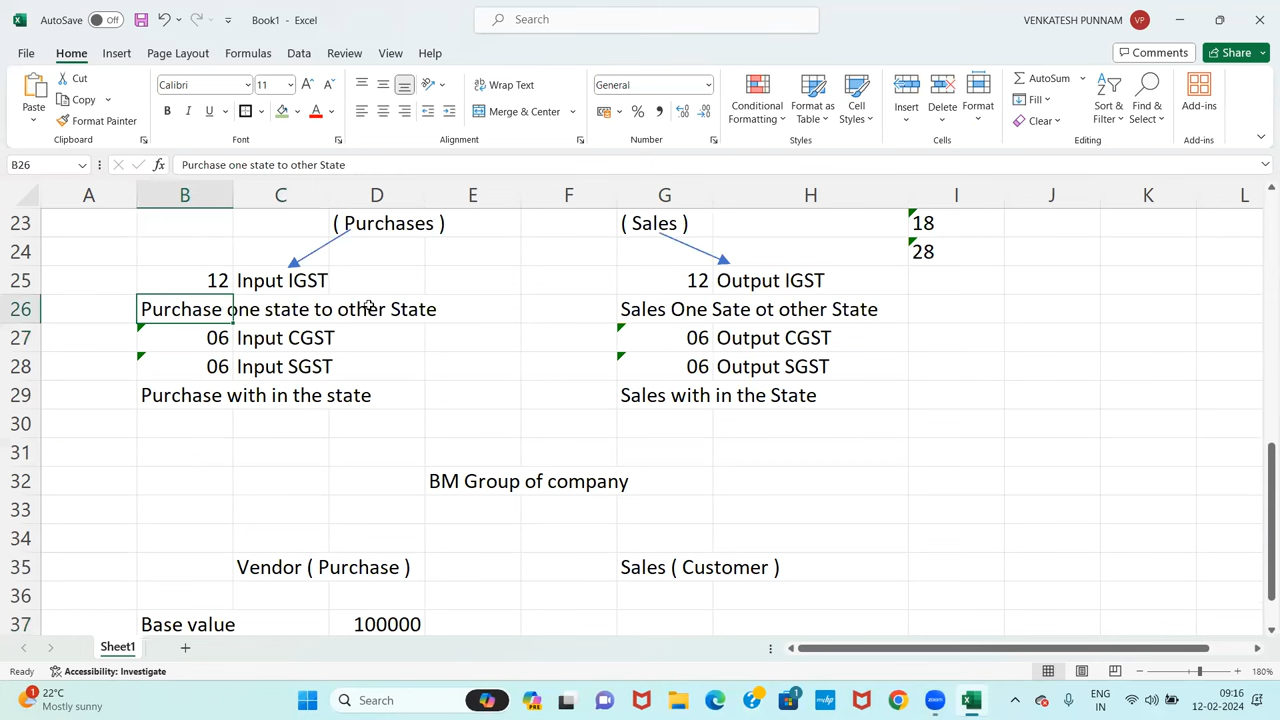 AutoSave Off Book1 - Excel Search VENKATESH PUNNAM VP
File Home Insert Page Layout Formulas Data Review View Help Comments Share
Paste Cut Copy Format Painter Clipboard
Calibri 11 B I U A Font
Wrap Text Merge & Center Alignment
General % , Number
Conditional Formatting Format as Table Cell Styles Styles
Insert Delete Format Cells
AutoSum Fill Clear Sort & Filter Find & Select Editing
Add-ins Add-ins
B26 fx Purchase one state to other State
A B C D E F G H I J K L
23 ( Purchases ) ( Sales ) 18
24 28
25 12 Input IGST 12 Output IGST
26 Purchase one state to other State Sales One Sate ot other State
27 06 Input CGST 06 Output CGST
28 06 Input SGST 06 Output SGST
29 Purchase with in the state Sales with in the State
30
31
32 BM Group of company
33
34
35 Vendor ( Purchase ) Sales ( Customer )
36
37 Base value 100000
Sheet1
Ready Accessibility: Investigate 180%
1 22°C Mostly sunny Search 1 ENG IN 09:16 12-02-2024